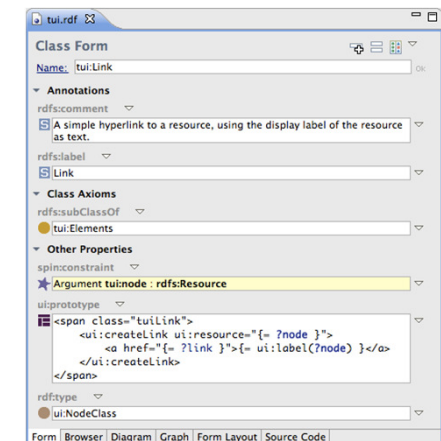 tui.rdf
Class Form
Name: tui:Link
Ok
Annotations
rdfs:comment
S A simple hyperlink to a resource, using the display label of the resource
as text.
rdfs:label
S Link
Class Axioms
rdfs:subClassOf
tui:Elements
Other Properties
spin:constraint
Argument tui:node : rdfs:Resource
ui:prototype
<span class="tuiLink">
<ui:createLink ui:resource="{= ?node }">
<a href="{= ?link }">{= ui:label(?node) }</a>
</ui:createLink>
</span>
rdf:type
ui:NodeClass
Form Browser Diagram Graph Form Layout Source Code